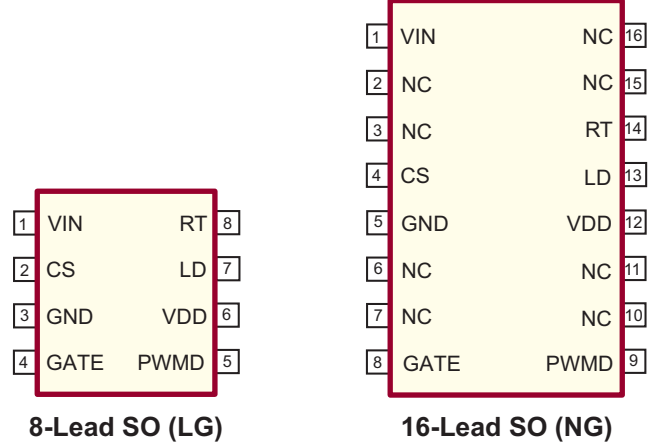 1 VIN RT 8
2 CS LD 7
3 GND VDD 6
4 GATE PWMD 5
8-Lead SO (LG)
1 VIN NC 16
2 NC NC 15
3 NC RT 14
4 CS LD 13
5 GND VDD 12
6 NC NC 11
7 NC NC 10
8 GATE PWMD 9
16-Lead SO (NG)